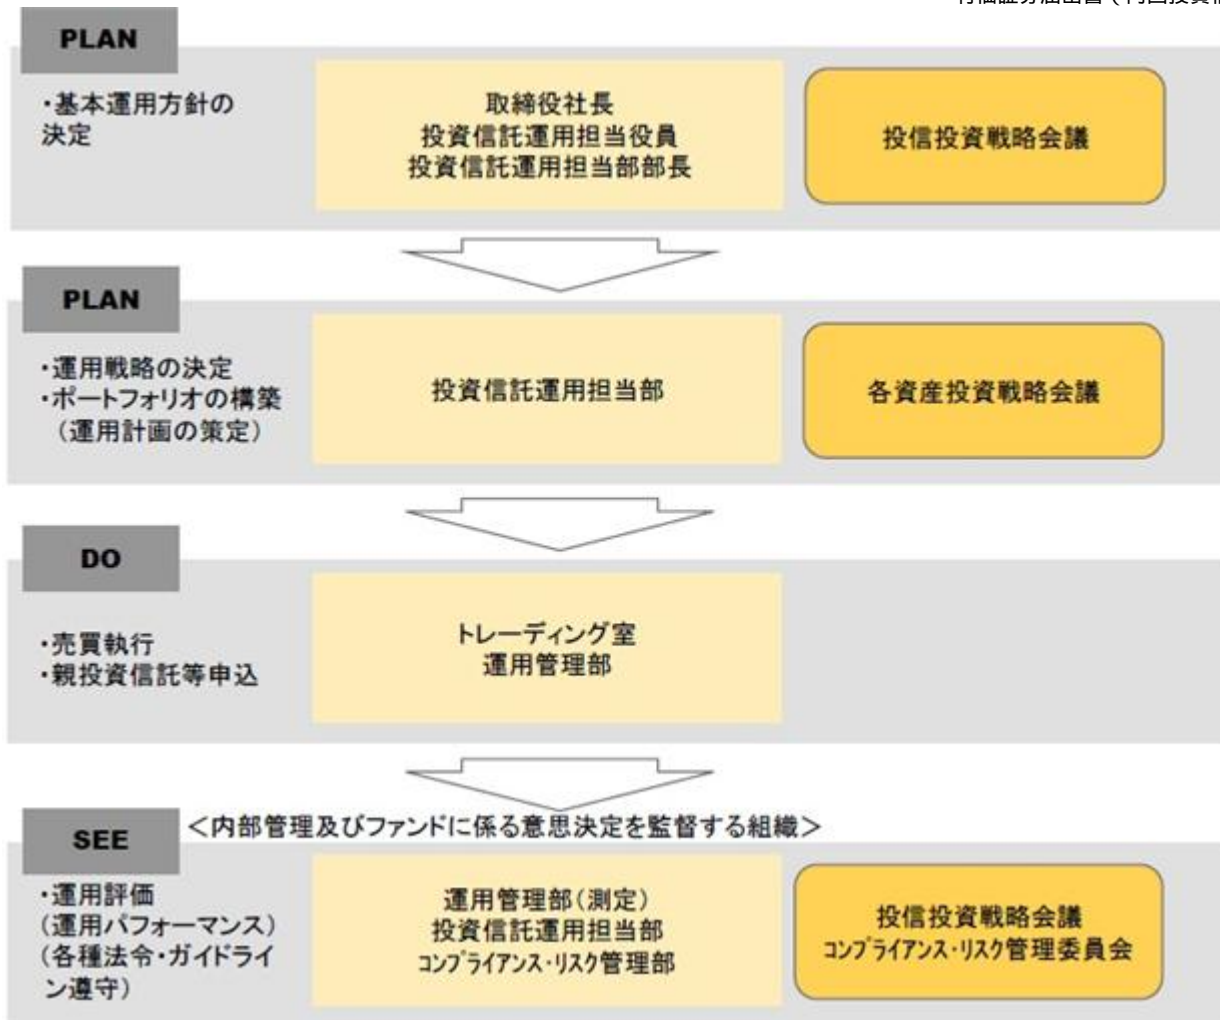 PLAN
・基本運用方針の
決定
取締役社長
投資信託運用担当役員
投資信託運用担当部部長
投信投資戦略会議
PLAN
・運用戦略の決定
・ポートフォリオの構築
（運用計画の策定）
投資信託運用担当部
各資産投資戦略会議
DO
・売買執行
・親投資信託等申込
トレーディング室
運用管理部
SEE
＜内部管理及びファンドに係る意思決定を監督する組織＞
・運用評価
（運用パフォーマンス）
（各種法令・ガイドライ
ン遵守）
運用管理部（測定）
投資信託運用担当部
ｺﾝﾌﾟﾗｲｱﾝｽ・ﾘｽｸ管理部
投信投資戦略会議
ｺﾝﾌﾟﾗｲｱﾝｽ・ﾘｽｸ管理委員会